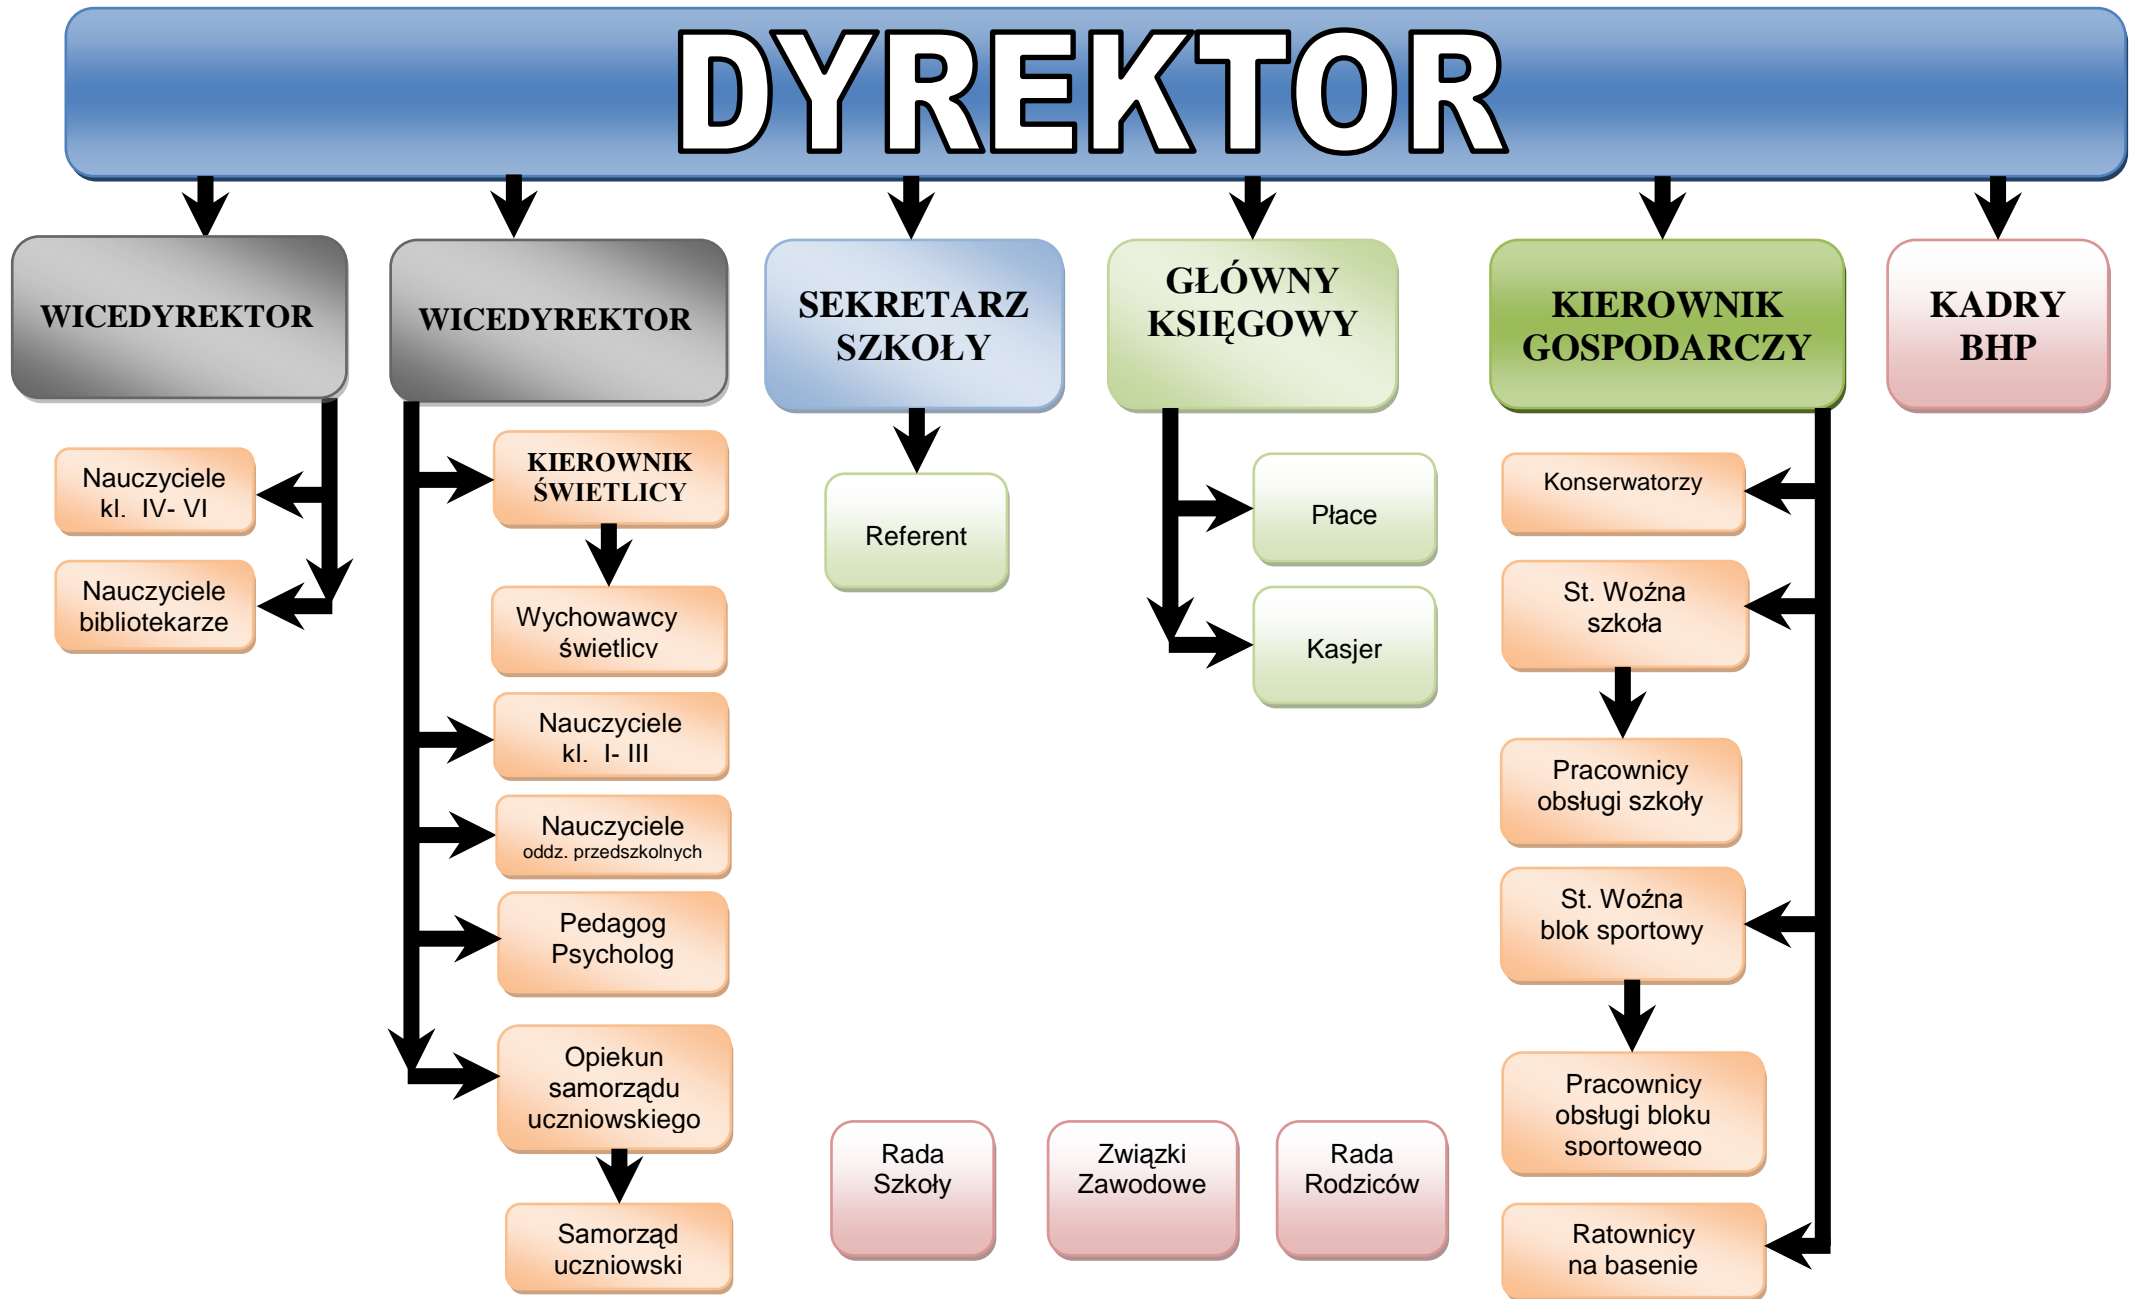 DYREKTOR
WICEDYREKTOR
Nauczyciele
kl. IV- VI
Nauczyciele
bibliotekarze
WICEDYREKTOR
KIEROWNIK
ŚWIETLICY
Wychowawcy
świetlicy
Nauczyciele
kl. I- III
Nauczyciele
oddz. przedszkolnych
Pedagog
Psycholog
Opiekun
samorządu
uczniowskiego
Samorząd
uczniowski
SEKRETARZ
SZKOŁY
Referent
GŁÓWNY
KSIĘGOWY
Płace
Kasjer
KIEROWNIK
GOSPODARCZY
Konserwatorzy
St. Woźna
szkoła
Pracownicy
obsługi szkoły
St. Woźna
blok sportowy
Pracownicy
obsługi bloku
sportowego
Ratownicy
na basenie
KADRY
BHP
Rada
Szkoły
Związki
Zawodowe
Rada
Rodziców